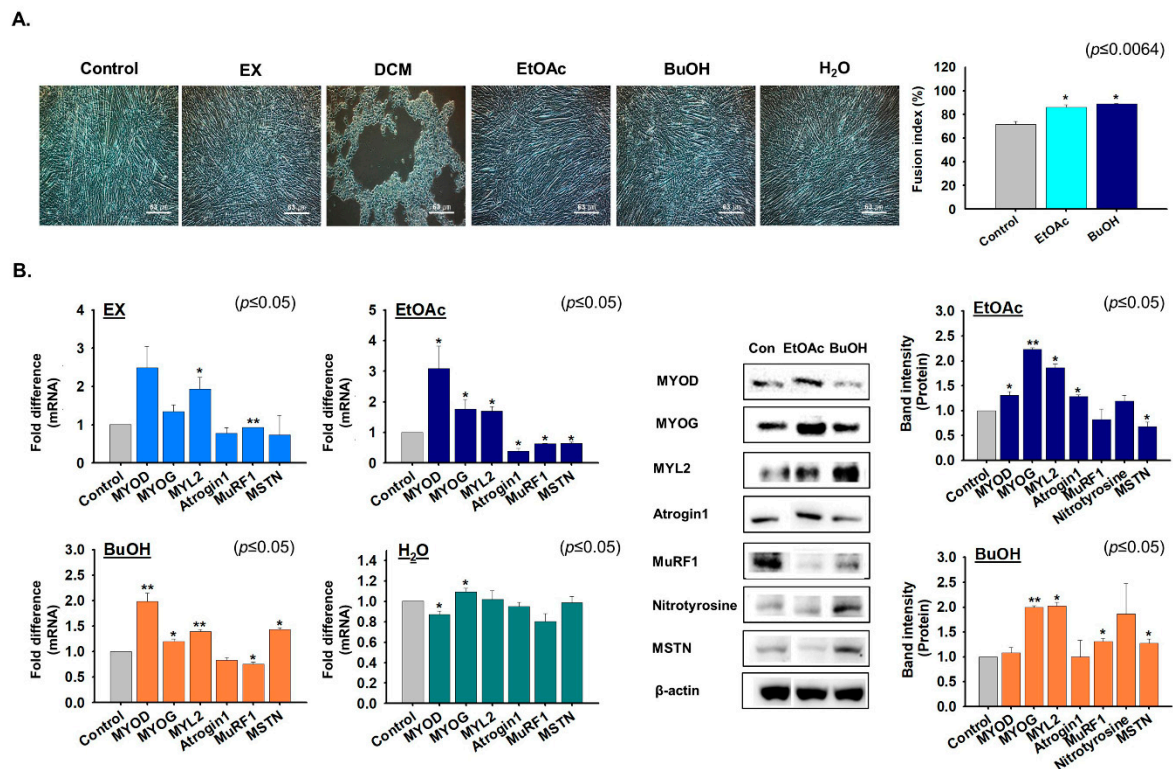 A.
Control EX DCM EtOAc BuOH H₂O
63 µm 63 µm 63 µm 63 µm 63 µm 63 µm
(p≤0.0064)
Fusion index (%)
120
100
80
60
40
20
0
* *
Control EtOAc BuOH
B.
EX (p≤0.05)
Fold difference
(mRNA)
4
3
2
1
0
* **
Control MYOD MYOG MYL2 Atrogin1 MuRF1 MSTN
EtOAc (p≤0.05)
Fold difference
(mRNA)
5
4
3
2
1
0
* * * * * *
Control MYOD MYOG MYL2 Atrogin1 MuRF1 MSTN
BuOH (p≤0.05)
Fold difference
(mRNA)
3.0
2.5
2.0
1.5
1.0
0.5
0.0
** * ** * *
Control MYOD MYOG MYL2 Atrogin1 MuRF1 MSTN
H₂O (p≤0.05)
Fold difference
(mRNA)
1.4
1.2
1.0
0.8
0.6
0.4
0.2
0.0
* *
Control MYOD MYOG MYL2 Atrogin1 MuRF1 MSTN
Con EtOAc BuOH
MYOD
MYOG
MYL2
Atrogin1
MuRF1
Nitrotyrosine
MSTN
β-actin
EtOAc (p≤0.05)
Band intensity
(Protein)
3.0
2.5
2.0
1.5
1.0
0.5
0.0
* ** * * *
Control MYOD MYOG MYL2 Atrogin1 MuRF1 Nitrotyrosine MSTN
BuOH (p≤0.05)
Band intensity
(Protein)
3.0
2.5
2.0
1.5
1.0
0.5
0.0
** * * *
Control MYOD MYOG MYL2 Atrogin1 MuRF1 Nitrotyrosine MSTN